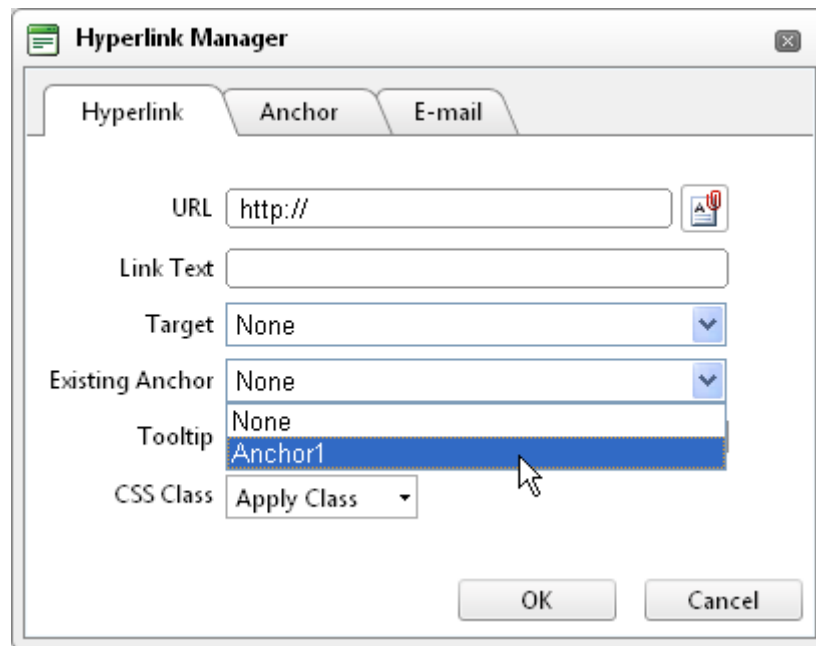 Hyperlink Manager
Hyperlink Anchor E-mail
URL http://
Link Text
Target None
Existing Anchor None
None
Tooltip
Anchor1
CSS Class Apply Class
OK Cancel